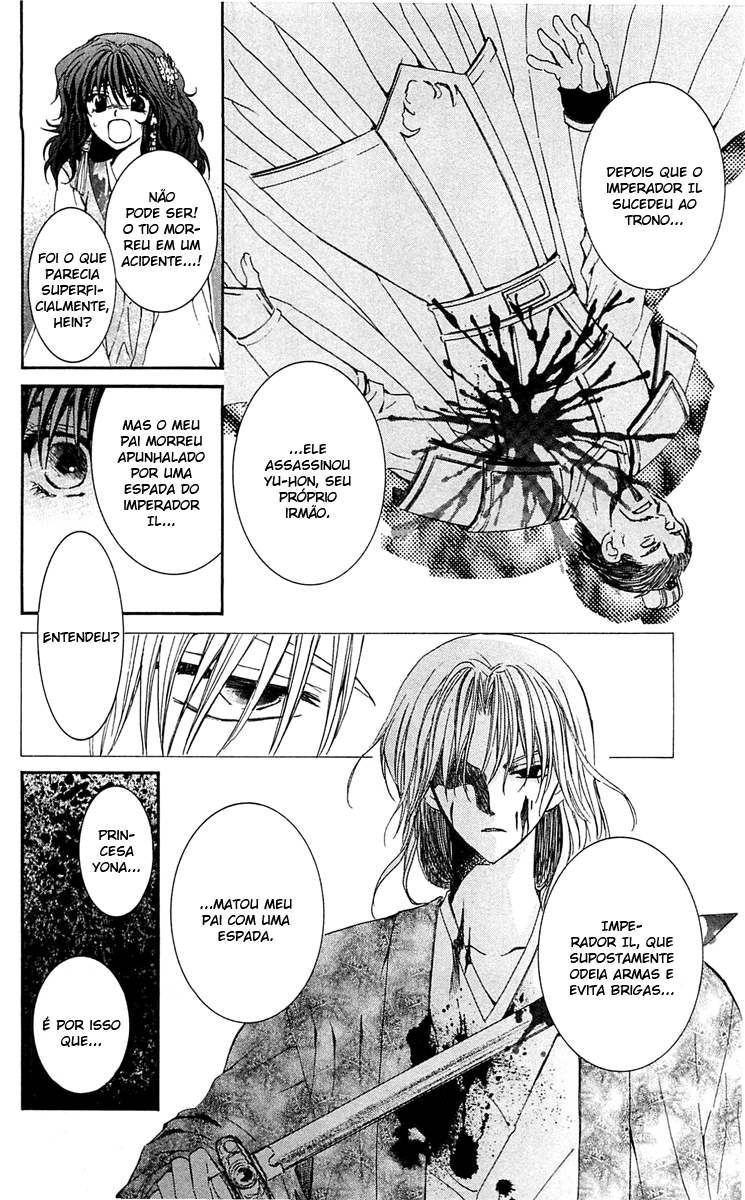 DEPOIS QUE O
IMPERADOR IL
SUCEDEU AO
TRONO...
...ELE
ASSASSINOU
YU-HON, SEU
PRÓPRIO
IRMÃO.
NÃO
PODE SER!
O TIO MOR-
REU EM UM
ACIDENTE...!
FOI O QUE
PARECIA
SUPERFI-
CIALMENTE,
HEIN?
MAS O MEU
PAI MORREU
APUNHALADO
POR UMA
ESPADA DO
IMPERADOR
IL...
ENTENDEU?
IMPE-
RADOR IL, QUE
SUPOSTAMENTE
ODEIA ARMAS E
EVITA BRIGAS...
...MATOU MEU
PAI COM UMA
ESPADA.
PRIN-
CESA
YONA...
É POR ISSO
QUE...